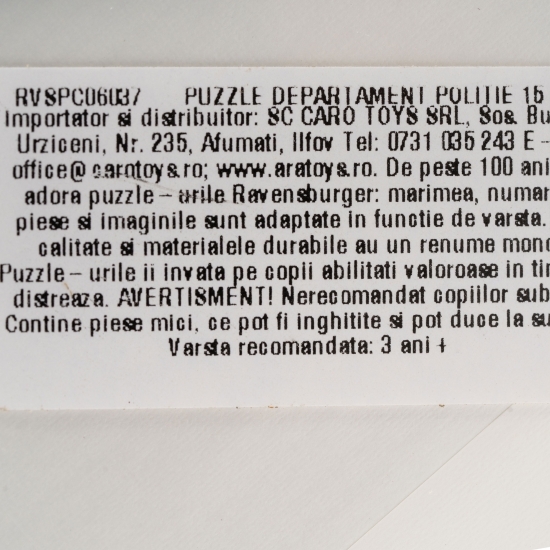 RVSPC06037 PUZZLE DEPARTAMENT POLITIE 15
Importator si distribuitor: SC CARO TOYS SRL, Sos. Bu
Urziceni, Nr. 235, Afumati, Ilfov Tel: 0731 035 243 E -
office@carotoys.ro; www.aratoys.ro. De peste 100 ani
adora puzzle - urile Ravensburger: marimea, numar
piese si imaginile sunt adaptate in functie de varsta.
calitate si materialele durabile au un renume mond
Puzzle - urile ii invata pe copii abilitati valoroase in tim
distreaza. AVERTISMENT! Nerecomandat copiilor sub
Contine piese mici, ce pot fi inghitite si pot duce la su
Varsta recomandata: 3 ani +